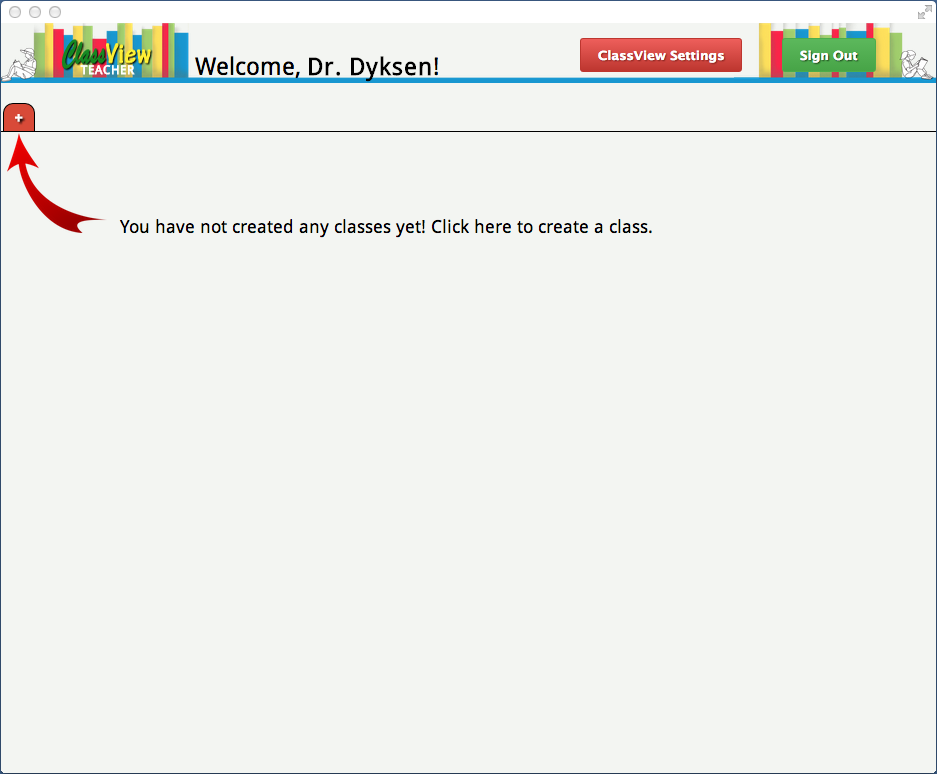 ClassView
TEACHER
Welcome, Dr. Dyksen!
ClassView Settings
Sign Out
+
You have not created any classes yet! Click here to create a class.